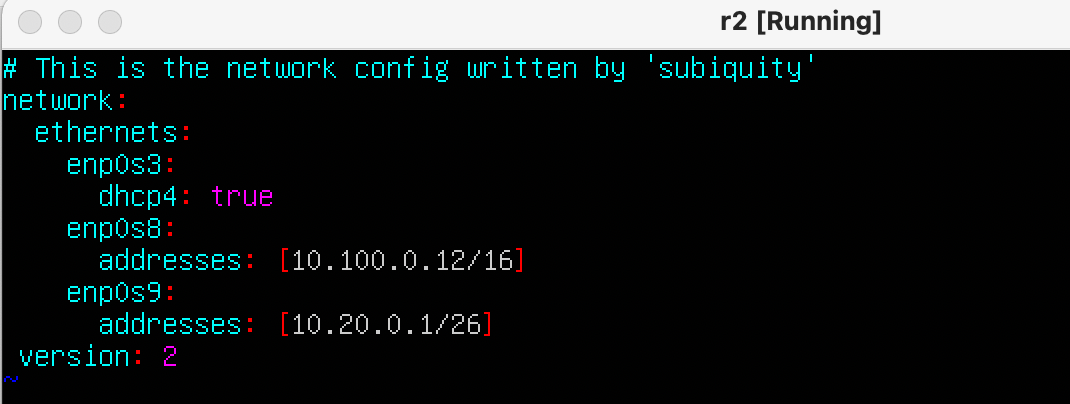 r2 [Running]
# This is the network config written by 'subiquity'
network:
  ethernets:
    enp0s3:
      dhcp4: true
    enp0s8:
      addresses: [10.100.0.12/16]
    enp0s9:
      addresses: [10.20.0.1/26]
 version: 2
~